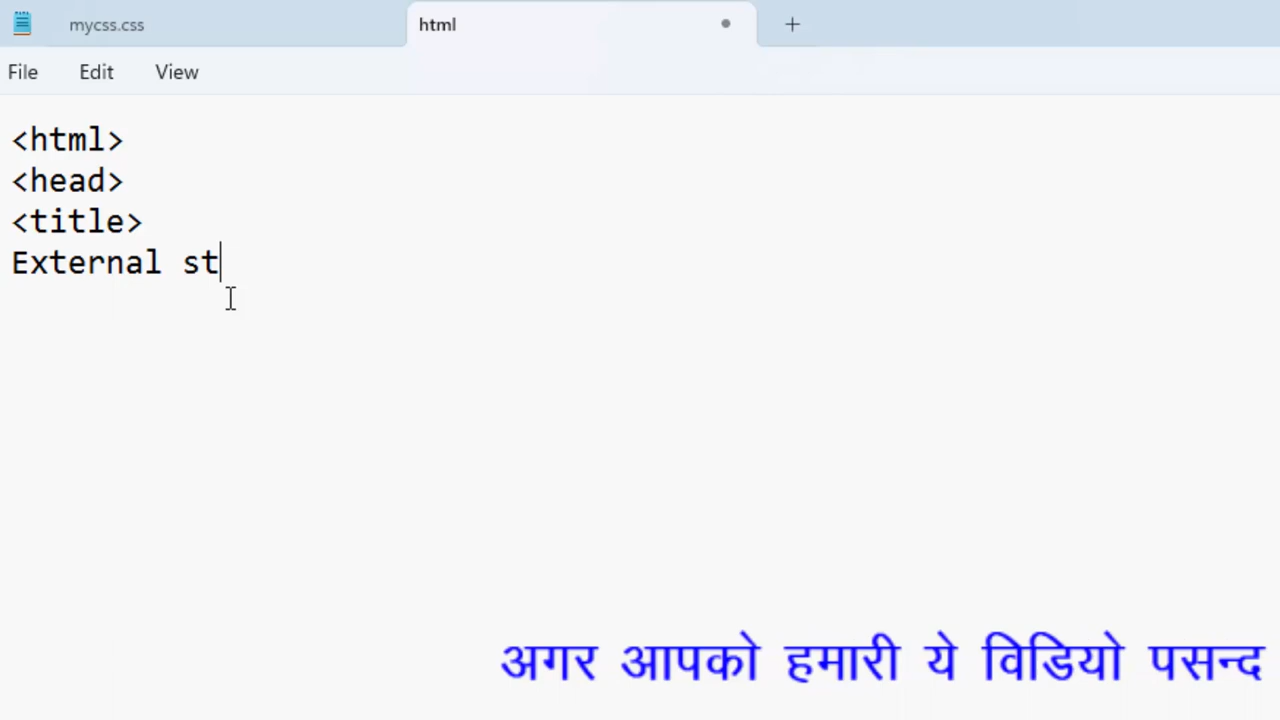 mycss.css
html
File Edit View
<html>
<head>
<title>
External st
अगर आपको हमारी ये विडियो पसन्द